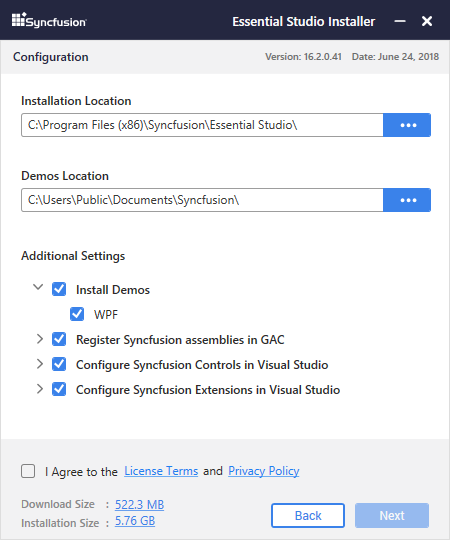 Syncfusion Essential Studio Installer
Configuration Version: 16.2.0.41 Date: June 24, 2018
Installation Location
C:\Program Files (x86)\Syncfusion\Essential Studio\
Demos Location
C:\Users\Public\Documents\Syncfusion\
Additional Settings
Install Demos
WPF
Register Syncfusion assemblies in GAC
Configure Syncfusion Controls in Visual Studio
Configure Syncfusion Extensions in Visual Studio
I Agree to the License Terms and Privacy Policy
Download Size : 522.3 MB
Installation Size : 5.76 GB
Back Next